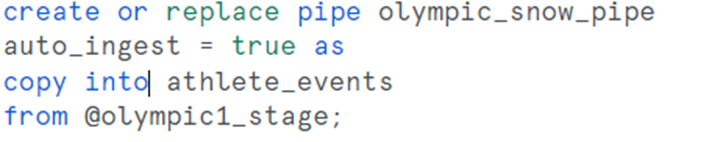 create or replace pipe olympic_snow_pipe
auto_ingest = true as
copy into athlete_events
from @olympic1_stage;